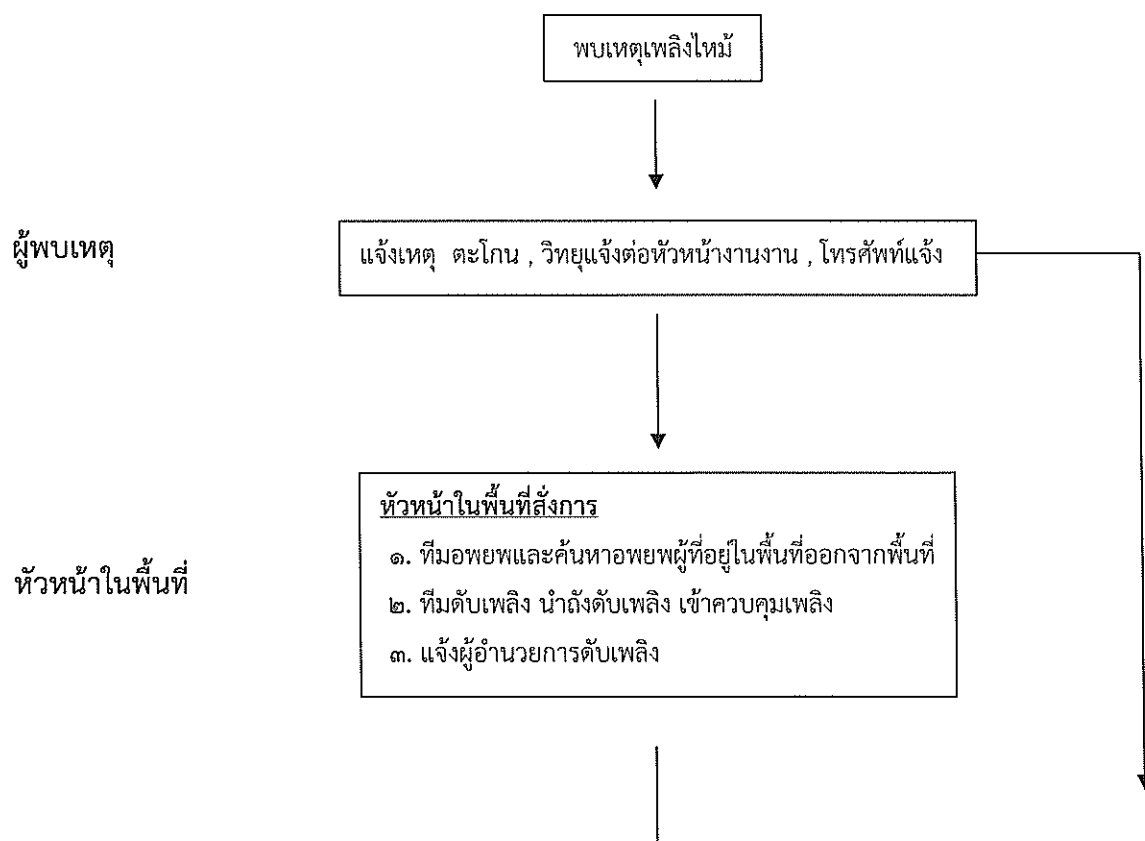 พบเหตุเพลิงไหม้
ผู้พบเหตุ
แจ้งเหตุ ตะโกน , วิทยุแจ้งต่อหัวหน้างานงาน , โทรศัพท์แจ้ง
หัวหน้าในพื้นที่
หัวหน้าในพื้นที่สั่งการ
๑. ทีมอพยพและค้นหาอพยพผู้ที่อยู่ในพื้นที่ออกจากพื้นที่
๒. ทีมดับเพลิง นำถังดับเพลิง เข้าควบคุมเพลิง
๓. แจ้งผู้อำนวยการดับเพลิง